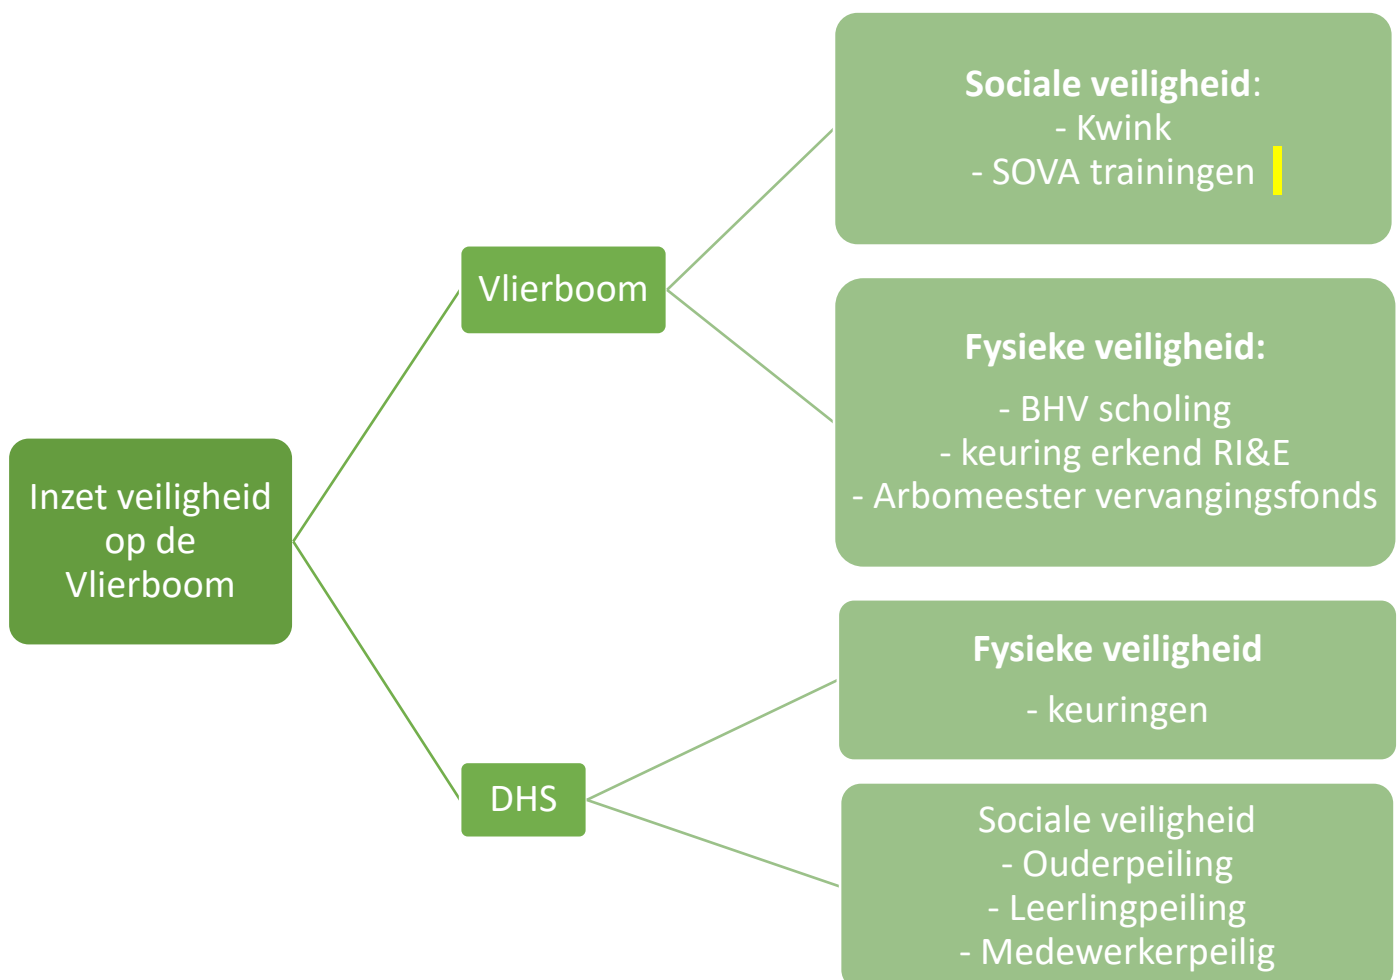 Inzet veiligheid
op de
Vlierboom
Vlierboom
Sociale veiligheid:
- Kwink
- SOVA trainingen
Fysieke veiligheid:
- BHV scholing
- keuring erkend RI&E
- Arbomeester vervangingsfonds
DHS
Fysieke veiligheid
- keuringen
Sociale veiligheid
- Ouderpeiling
- Leerlingpeiling
- Medewerkerpeilig